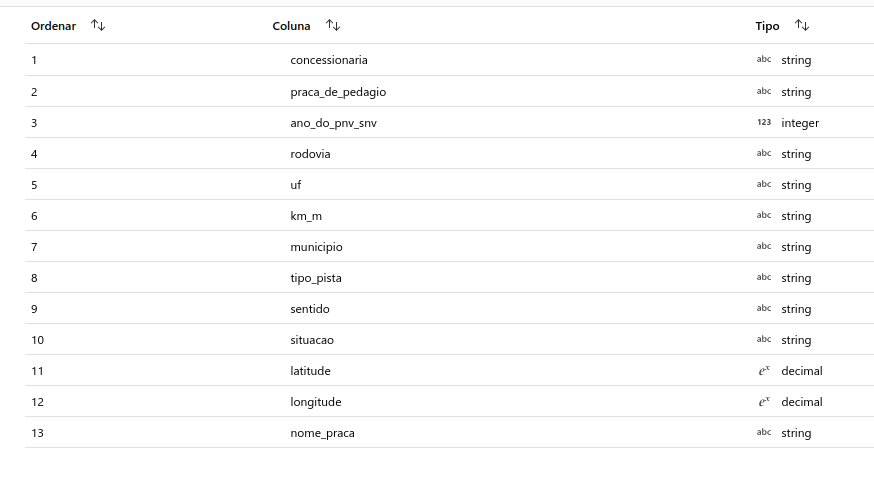 Ordenar Coluna Tipo
1 concessionaria abc string
2 praca_de_pedagio abc string
3 ano_do_pnv_snv 123 integer
4 rodovia abc string
5 uf abc string
6 km_m abc string
7 municipio abc string
8 tipo_pista abc string
9 sentido abc string
10 situacao abc string
11 latitude eˣ decimal
12 longitude eˣ decimal
13 nome_praca abc string